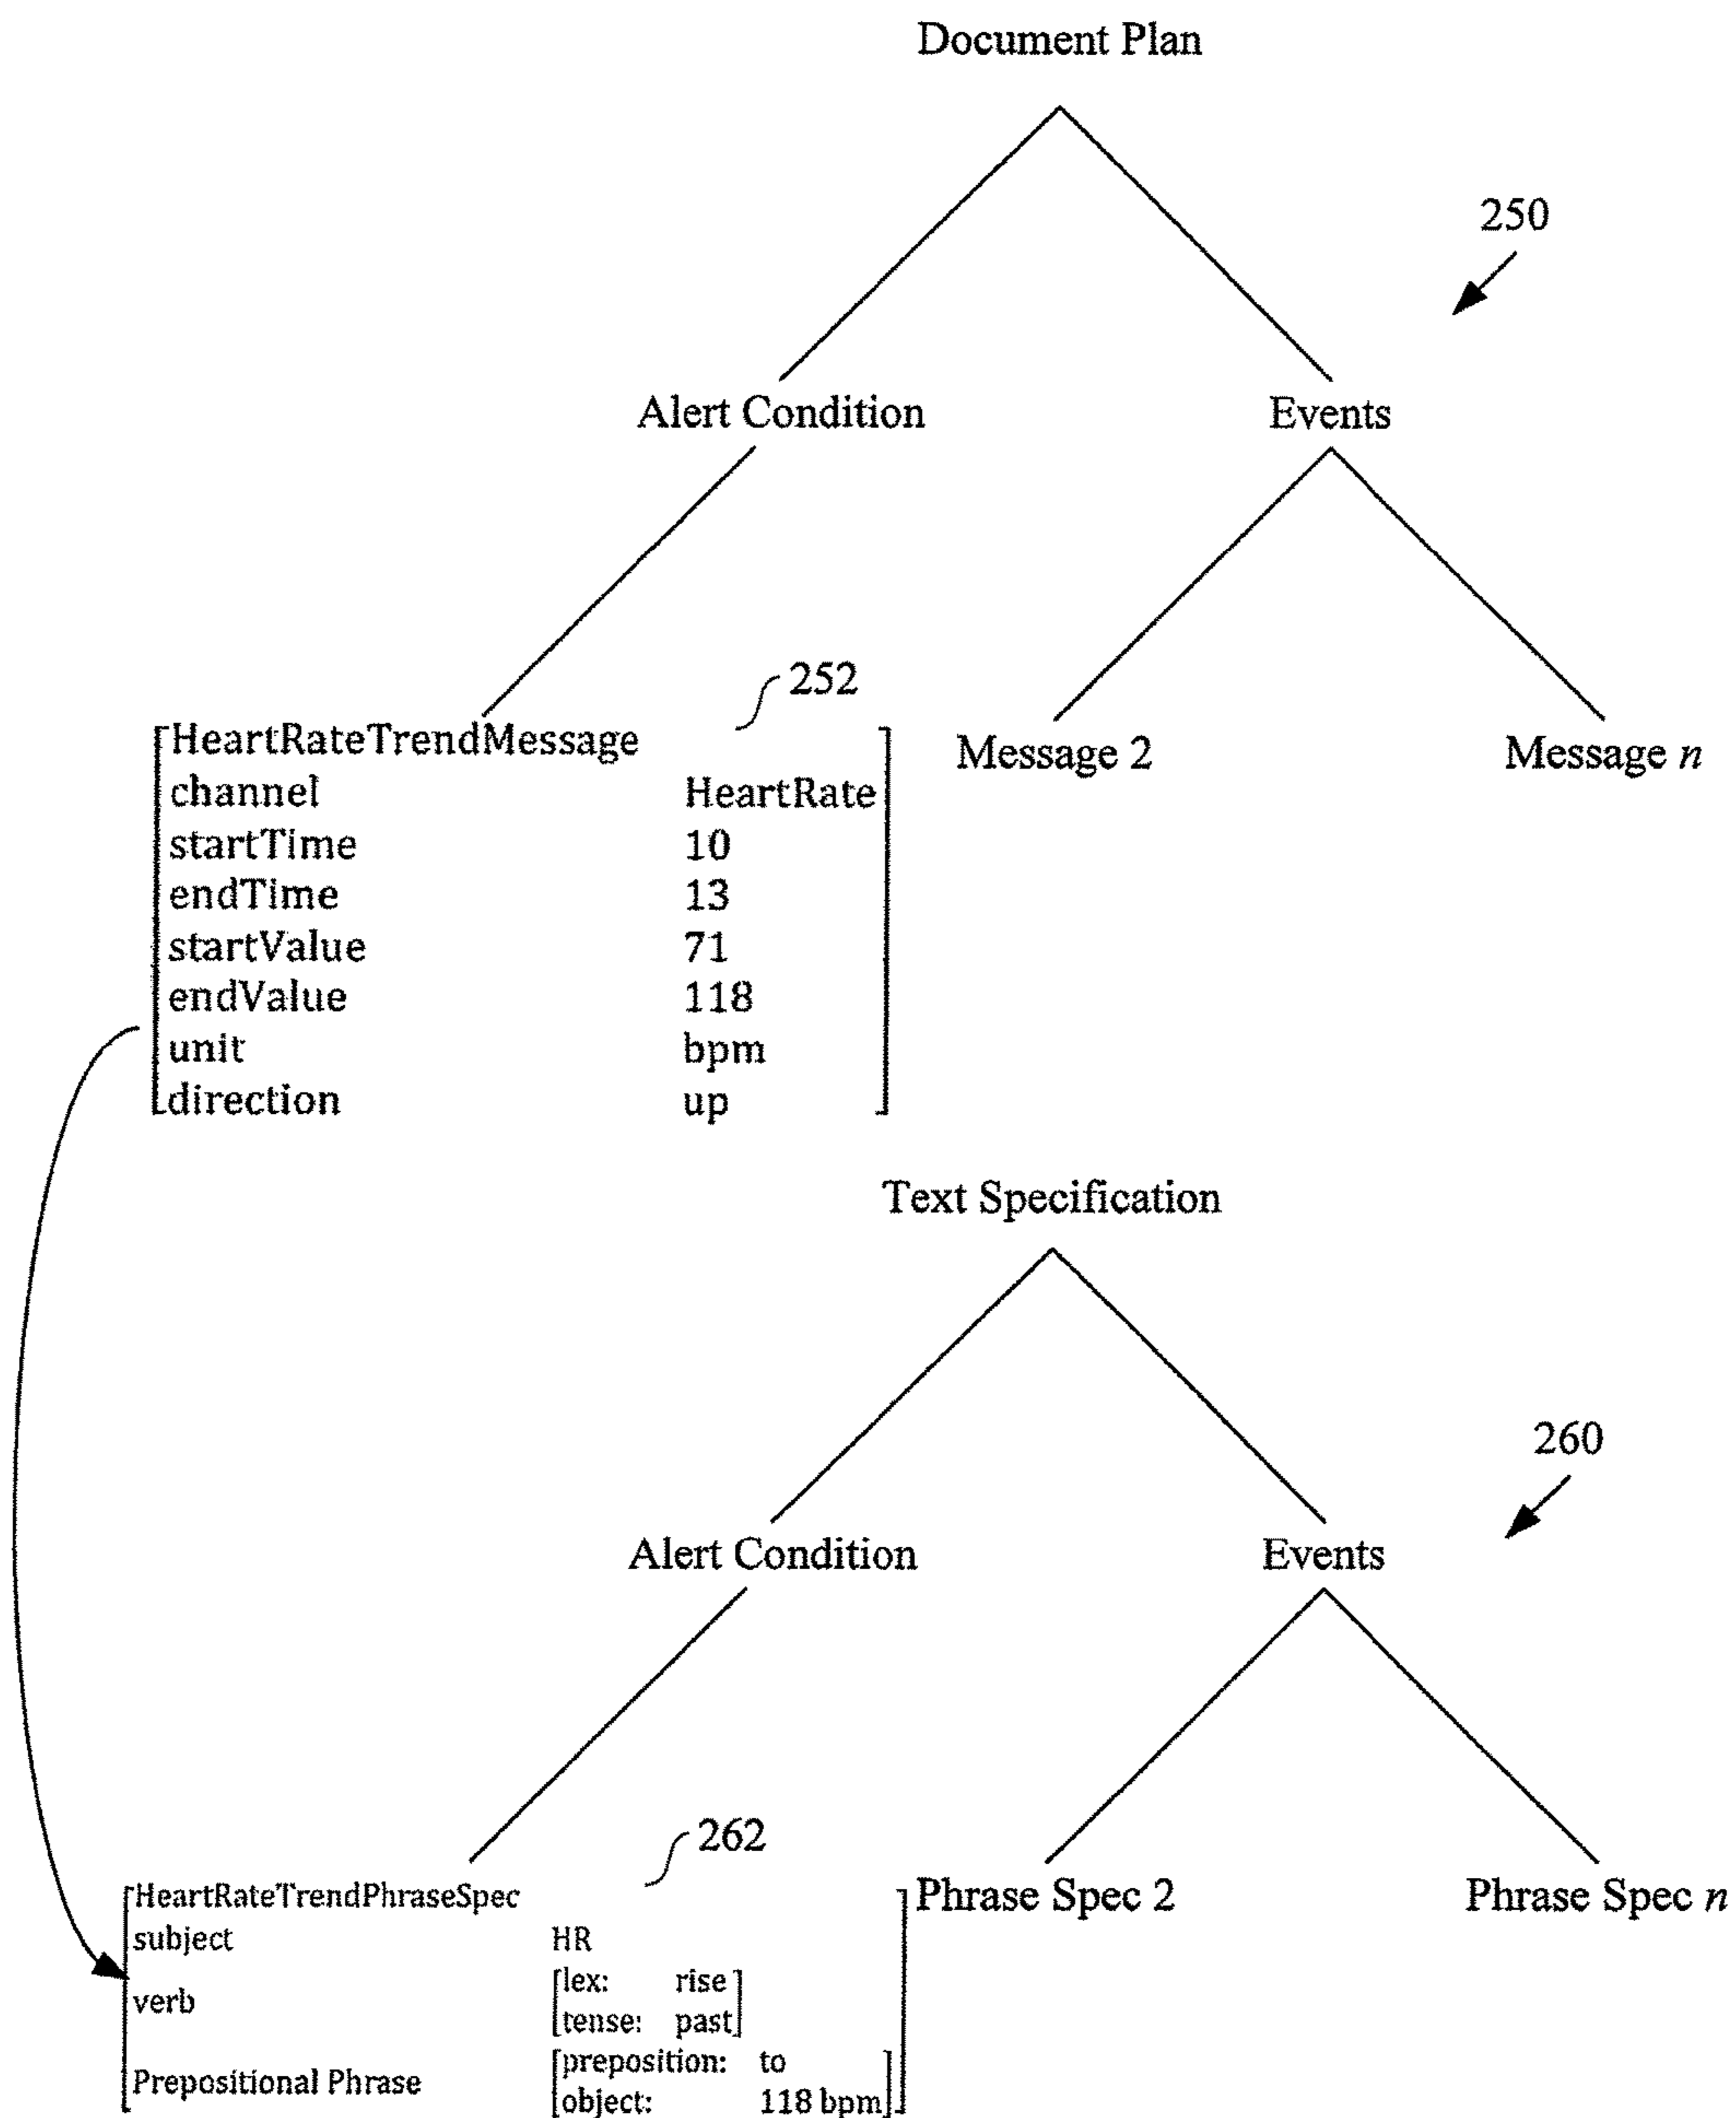 Document Plan
250
Alert Condition Events
252
HeartRateTrendMessage
Message 2 Message n
channel HeartRate
startTime 10
endTime 13
startValue 71
endValue 118
unit bpm
direction up
Text Specification
260
Alert Condition Events
262
HeartRateTrendPhraseSpec
Phrase Spec 2 Phrase Spec n
subject HR
lex: rise
verb
tense: past
preposition: to
Prepositional Phrase
object: 118 bpm